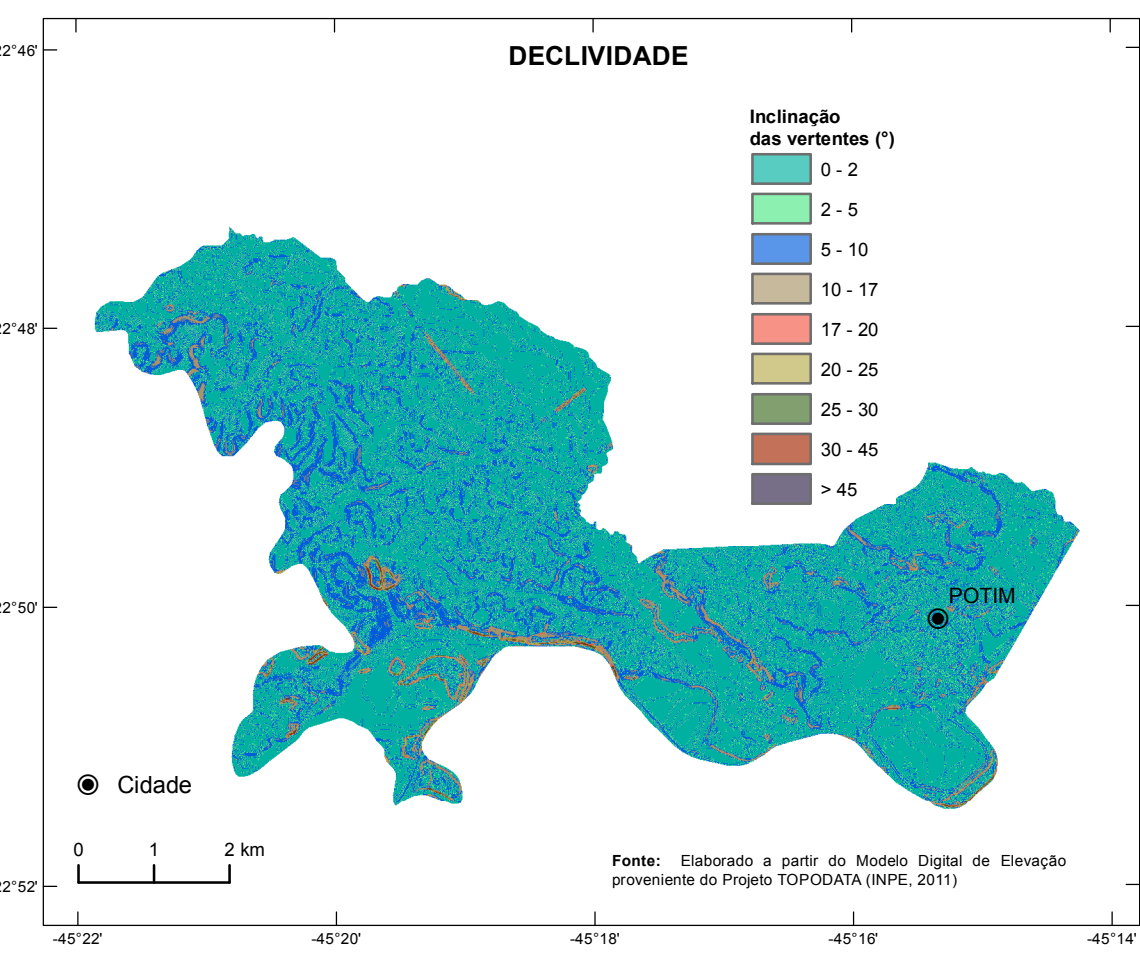 DECLIVIDADE
22°46'
Inclinação
das vertentes (°)
0 - 2
2 - 5
5 - 10
10 - 17
17 - 20
20 - 25
25 - 30
30 - 45
> 45
22°48'
22°50'
POTIM
Cidade
0 1 2 km
Fonte: Elaborado a partir do Modelo Digital de Elevação
proveniente do Projeto TOPODATA (INPE, 2011)
22°52'
-45°22' -45°20' -45°18' -45°16' -45°14'